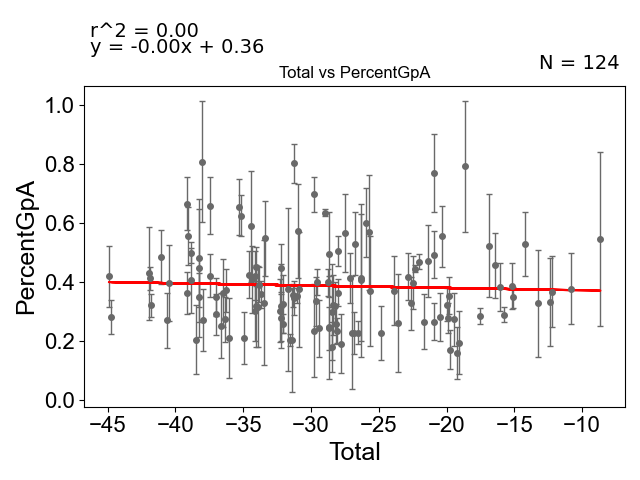 r^2 = 0.00
y = -0.00x + 0.36
N = 124
Total vs PercentGpA
PercentGpA
1.0
0.8
0.6
0.4
0.2
0.0
−45 −40 −35 −30 −25 −20 −15 −10
Total